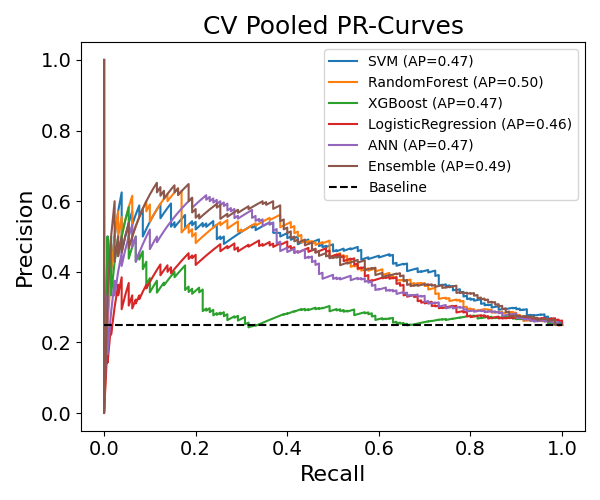 CV Pooled PR-Curves
SVM (AP=0.47)
RandomForest (AP=0.50)
XGBoost (AP=0.47)
LogisticRegression (AP=0.46)
ANN (AP=0.47)
Ensemble (AP=0.49)
Baseline
Precision
1.0
0.8
0.6
0.4
0.2
0.0
0.0 0.2 0.4 0.6 0.8 1.0
Recall